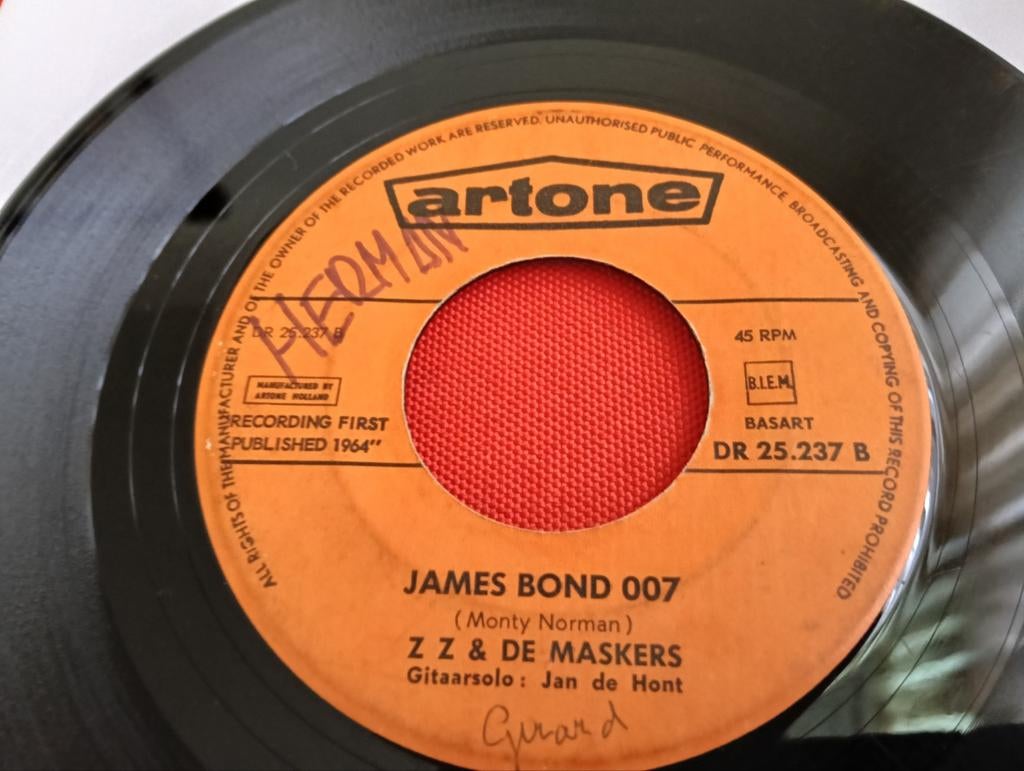 ALL RIGHTS OF THE MANUFACTURER AND OF THE OWNER OF THE RECORDED WORK ARE RESERVED. UNAUTHORISED PUBLIC PERFORMANCE, BROADCASTING AND COPYING OF THIS RECORD PROHIBITED
artone
HERMAN
DR 25.237 B
45 RPM
MANUFACTURED BY
ARTONE HOLLAND
B.I.E.M.
RECORDING FIRST
PUBLISHED 1964"
BASART
DR 25.237 B
JAMES BOND 007
(Monty Norman)
Z Z & DE MASKERS
Gitaarsolo: Jan de Hont
Girard